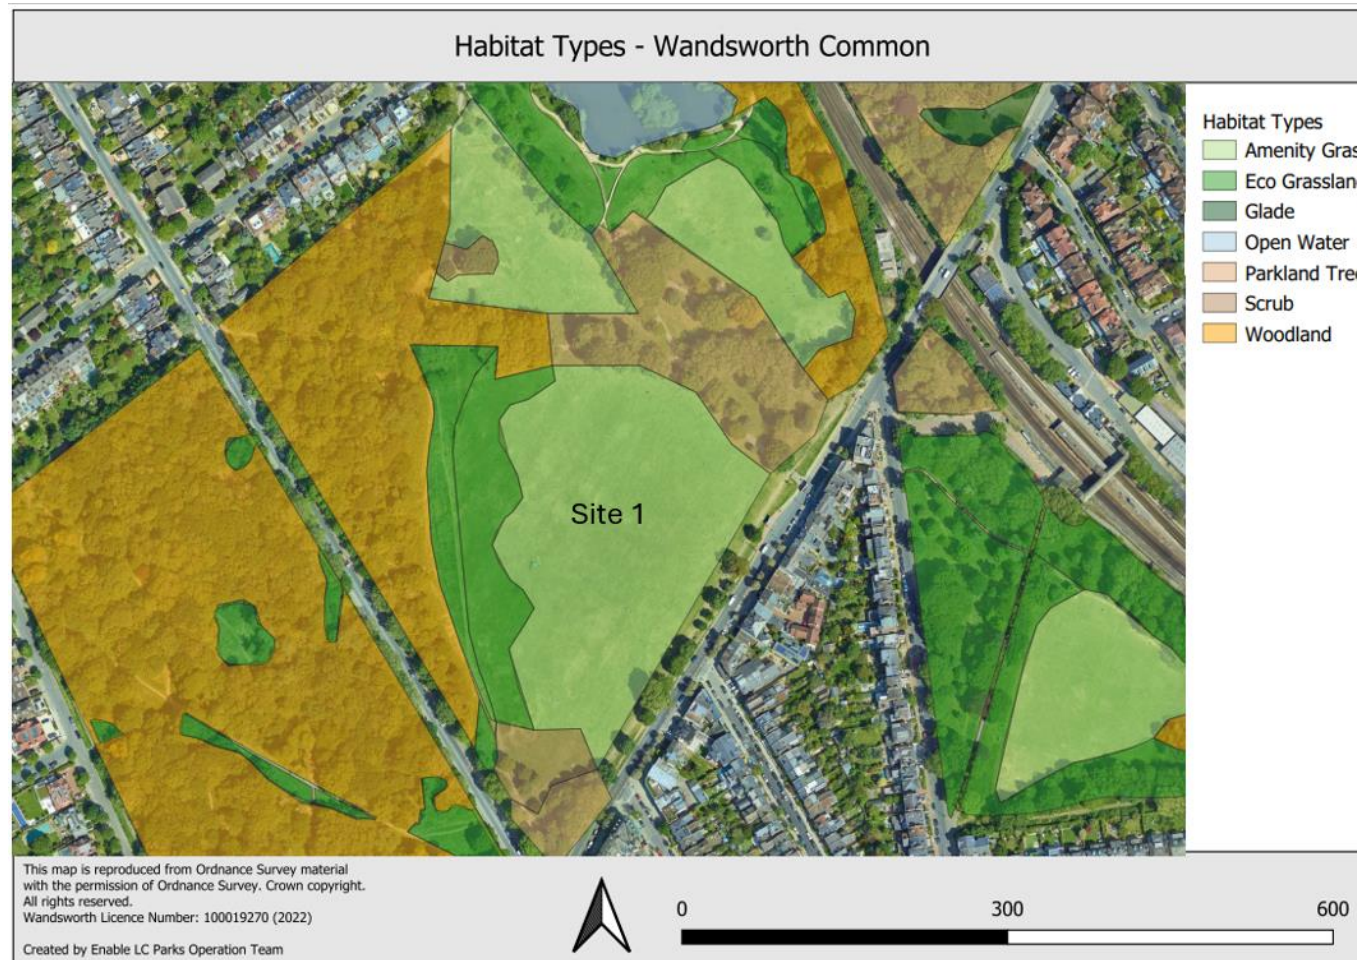 Habitat Types - Wandsworth Common
Habitat Types
Amenity Gras
Eco Grasslan
Glade
Open Water
Parkland Tre
Scrub
Woodland
Site 1
This map is reproduced from Ordnance Survey material
with the permission of Ordnance Survey. Crown copyright.
All rights reserved.
Wandsworth Licence Number: 100019270 (2022)
Created by Enable LC Parks Operation Team
0 300 600